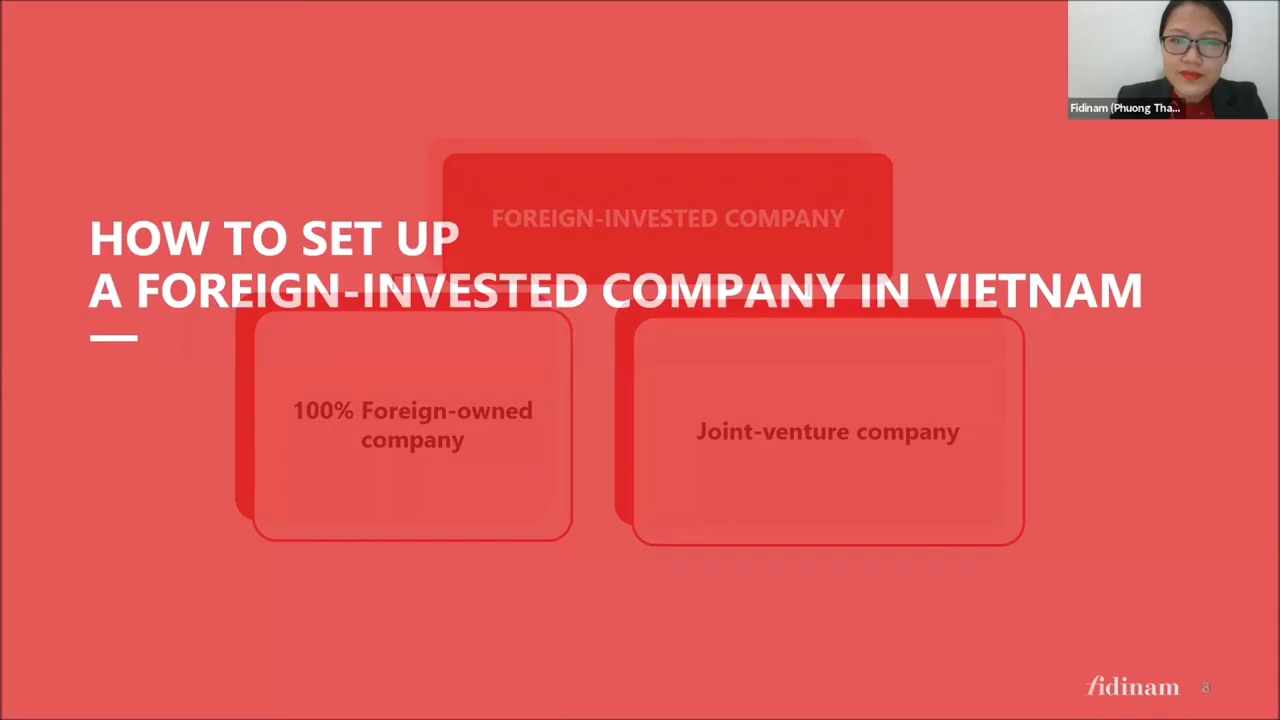 Fidinam (Phuong Tha...
FOREIGN-INVESTED COMPANY
HOW TO SET UP
A FOREIGN-INVESTED COMPANY IN VIETNAM
100% Foreign-owned
company
Joint-venture company
fidinam
8